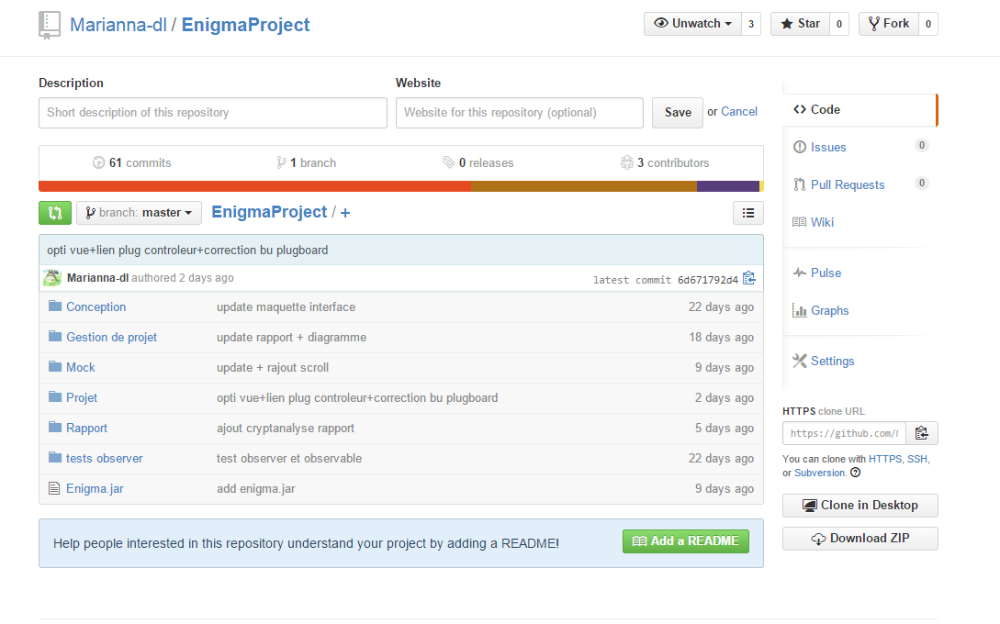 Marianna-dl / EnigmaProject
Unwatch 3 Star 0 Fork 0
Description Website
Short description of this repository Website for this repository (optional) Save or Cancel
61 commits 1 branch 0 releases 3 contributors
branch: master EnigmaProject / +
opti vue+lien plug controleur+correction bu plugboard
Marianna-dl authored 2 days ago latest commit 6d671792d4
Conception update maquette interface 22 days ago
Gestion de projet update rapport + diagramme 18 days ago
Mock update + rajout scroll 9 days ago
Projet opti vue+lien plug controleur+correction bu plugboard 2 days ago
Rapport ajout cryptanalyse rapport 5 days ago
tests observer test observer et observable 22 days ago
Enigma.jar add enigma.jar 9 days ago
Help people interested in this repository understand your project by adding a README! Add a README
Code
Issues 0
Pull Requests 0
Wiki
Pulse
Graphs
Settings
HTTPS clone URL
https://github.com/
You can clone with HTTPS, SSH,
or Subversion.
Clone in Desktop
Download ZIP